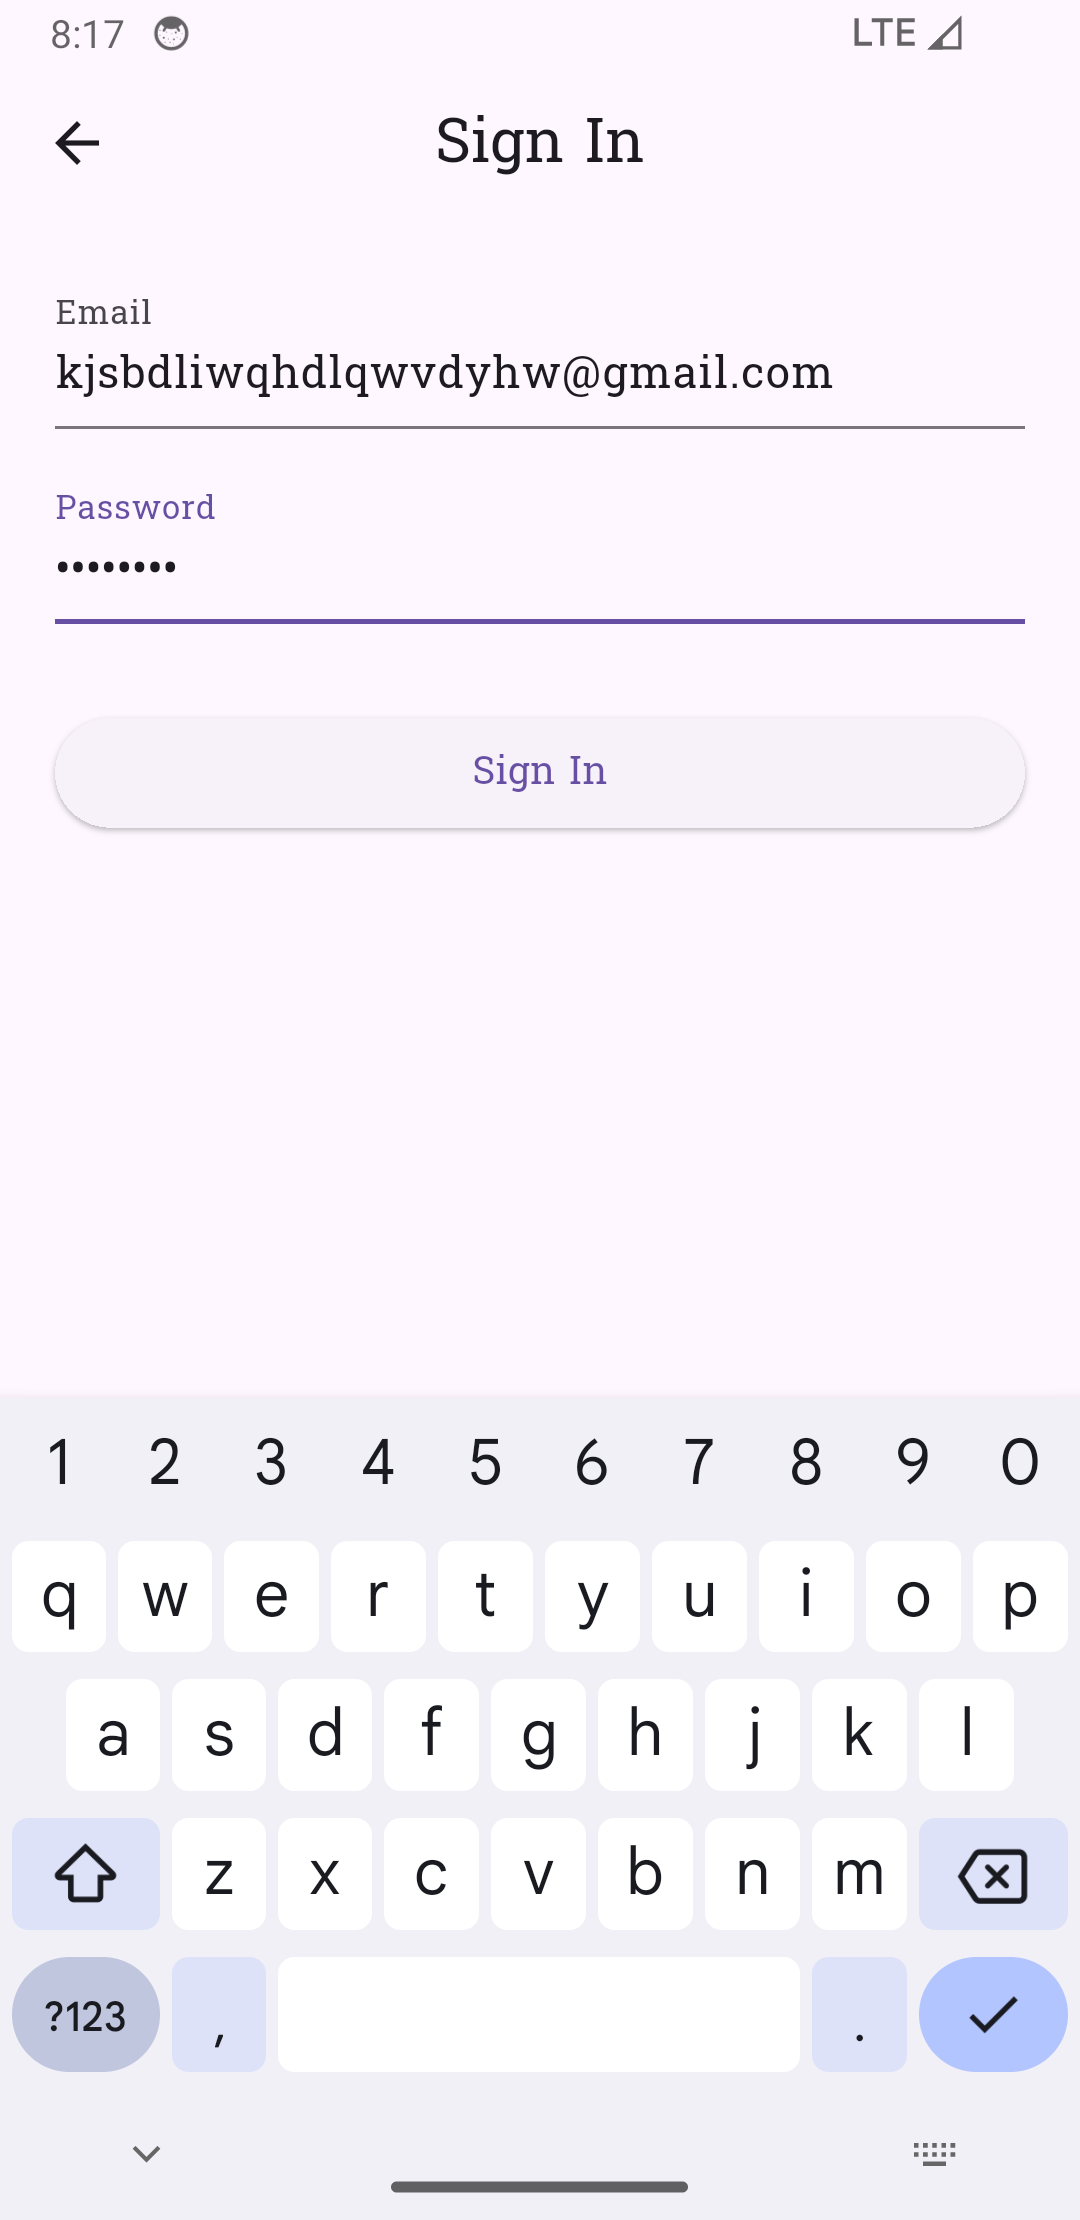 8:17 LTE
Sign In
Email
kjsbdliwqhdlqwvdyhw@gmail.com
Password
••••••••
Sign In
1 2 3 4 5 6 7 8 9 0
q w e r t y u i o p
a s d f g h j k l
z x c v b n m
?123 , .